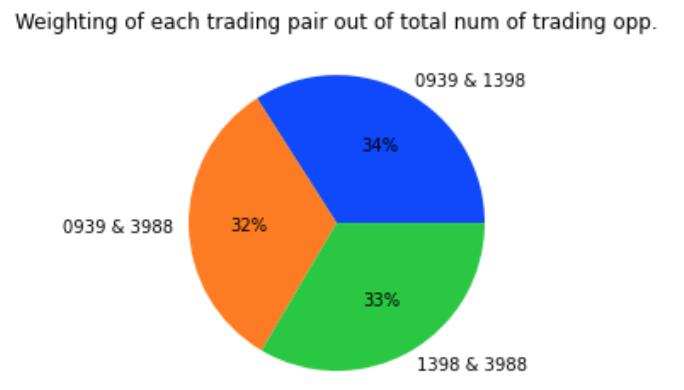 Weighting of each trading pair out of total num of trading opp.
0939 & 1398
34%
0939 & 3988
32%
33%
1398 & 3988